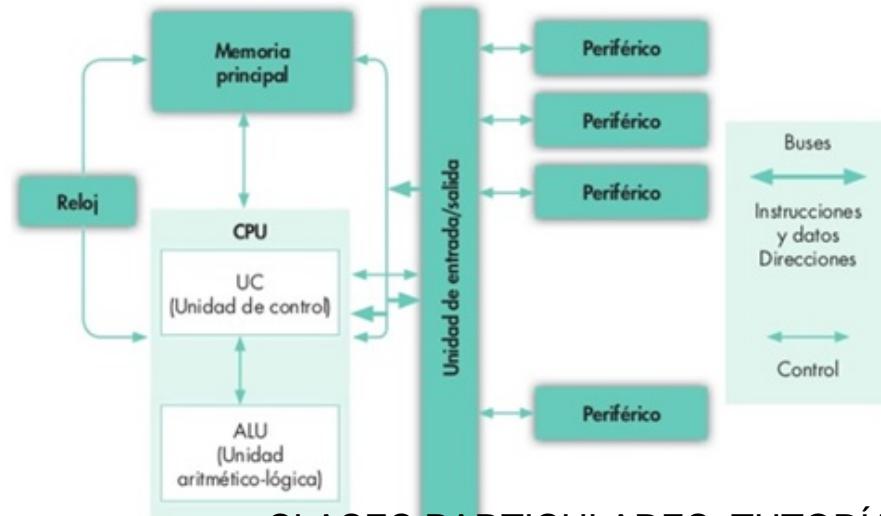 Memoria
principal
Reloj
CPU
UC
(Unidad de control)
ALU
(Unidad
aritmético-lógica)
Unidad de entrada/salida
Periférico
Periférico
Periférico
Periférico
Buses
Instrucciones
y datos
Direcciones
Control